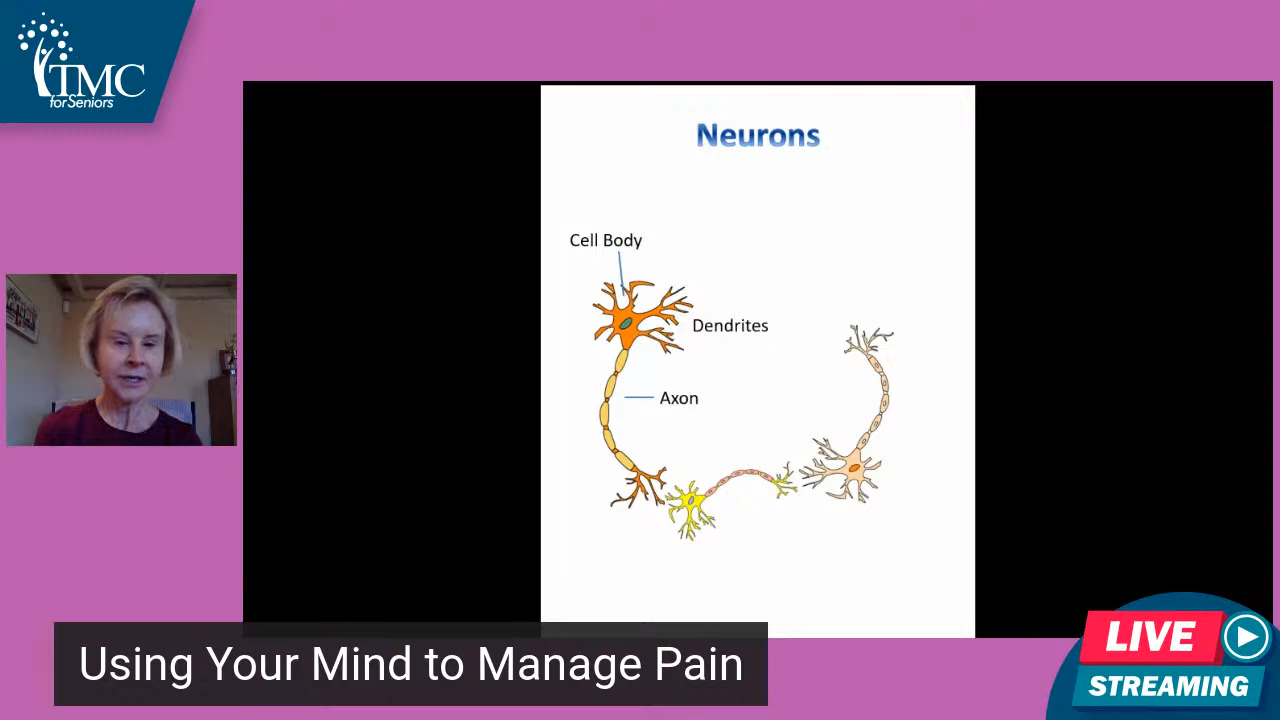 TMC
for Seniors
Neurons
Cell Body
Dendrites
Axon
Using Your Mind to Manage Pain
LIVE
STREAMING